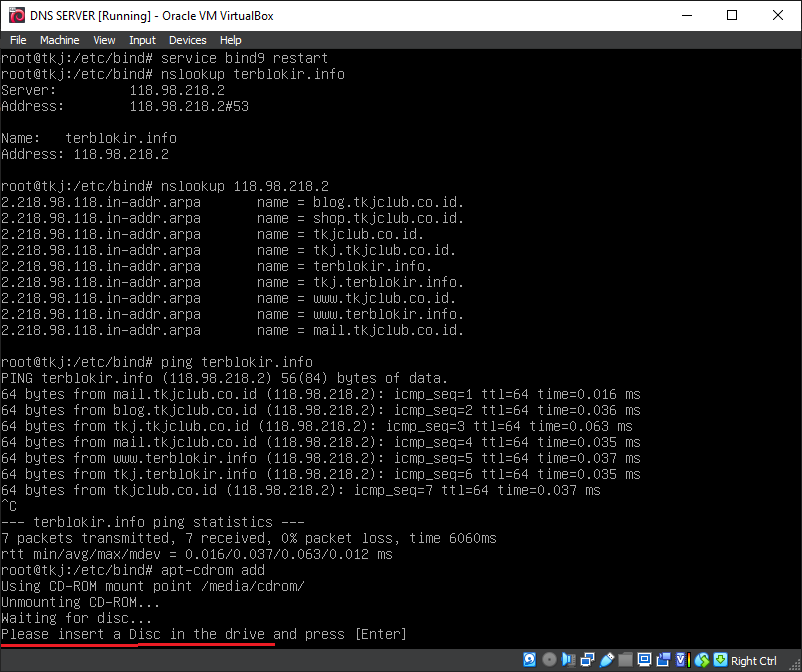 DNS SERVER [Running] - Oracle VM VirtualBox
File Machine View Input Devices Help
root@tkj:/etc/bind# service bind9 restart
root@tkj:/etc/bind# nslookup terblokir.info
Server: 118.98.218.2
Address: 118.98.218.2#53
Name: terblokir.info
Address: 118.98.218.2
root@tkj:/etc/bind# nslookup 118.98.218.2
2.218.98.118.in-addr.arpa name = blog.tkjclub.co.id.
2.218.98.118.in-addr.arpa name = shop.tkjclub.co.id.
2.218.98.118.in-addr.arpa name = tkjclub.co.id.
2.218.98.118.in-addr.arpa name = tkj.tkjclub.co.id.
2.218.98.118.in-addr.arpa name = terblokir.info.
2.218.98.118.in-addr.arpa name = tkj.terblokir.info.
2.218.98.118.in-addr.arpa name = www.tkjclub.co.id.
2.218.98.118.in-addr.arpa name = www.terblokir.info.
2.218.98.118.in-addr.arpa name = mail.tkjclub.co.id.
root@tkj:/etc/bind# ping terblokir.info
PING terblokir.info (118.98.218.2) 56(84) bytes of data.
64 bytes from mail.tkjclub.co.id (118.98.218.2): icmp_seq=1 ttl=64 time=0.016 ms
64 bytes from blog.tkjclub.co.id (118.98.218.2): icmp_seq=2 ttl=64 time=0.036 ms
64 bytes from tkj.tkjclub.co.id (118.98.218.2): icmp_seq=3 ttl=64 time=0.063 ms
64 bytes from mail.tkjclub.co.id (118.98.218.2): icmp_seq=4 ttl=64 time=0.035 ms
64 bytes from www.terblokir.info (118.98.218.2): icmp_seq=5 ttl=64 time=0.037 ms
64 bytes from tkj.terblokir.info (118.98.218.2): icmp_seq=6 ttl=64 time=0.035 ms
64 bytes from tkjclub.co.id (118.98.218.2): icmp_seq=7 ttl=64 time=0.037 ms
^C
--- terblokir.info ping statistics ---
7 packets transmitted, 7 received, 0% packet loss, time 6060ms
rtt min/avg/max/mdev = 0.016/0.037/0.063/0.012 ms
root@tkj:/etc/bind# apt-cdrom add
Using CD-ROM mount point /media/cdrom/
Unmounting CD-ROM...
Waiting for disc...
Please insert a Disc in the drive and press [Enter]
Right Ctrl